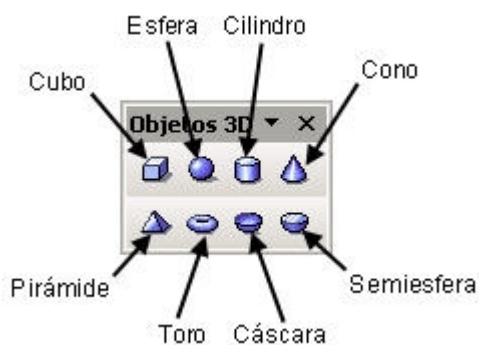 Esfera Cilindro
Cubo
Cono
Objetos 3D
Pirámide
Semiesfera
Toro Cáscara